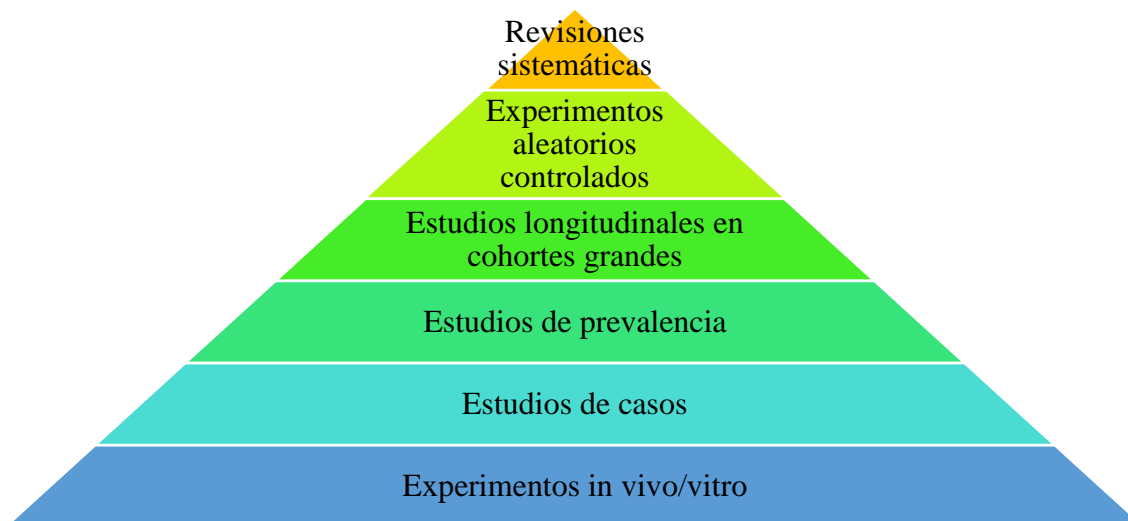 Revisiones
sistemáticas
Experimentos
aleatorios
controlados
Estudios longitudinales en
cohortes grandes
Estudios de prevalencia
Estudios de casos
Experimentos in vivo/vitro